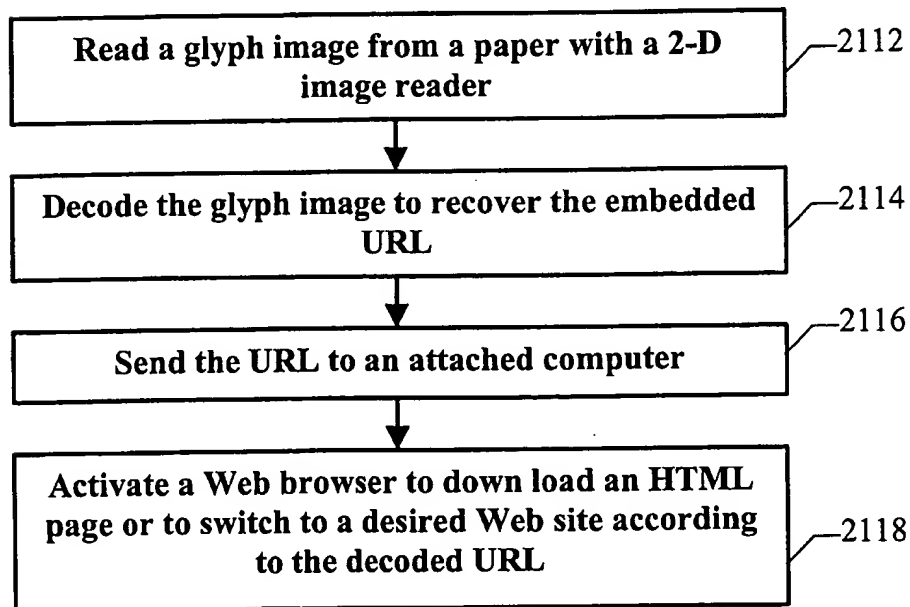 Read a glyph image from a paper with a 2-D
image reader
2112
Decode the glyph image to recover the embedded
URL
2114
Send the URL to an attached computer
2116
Activate a Web browser to down load an HTML
page or to switch to a desired Web site according
to the decoded URL
2118